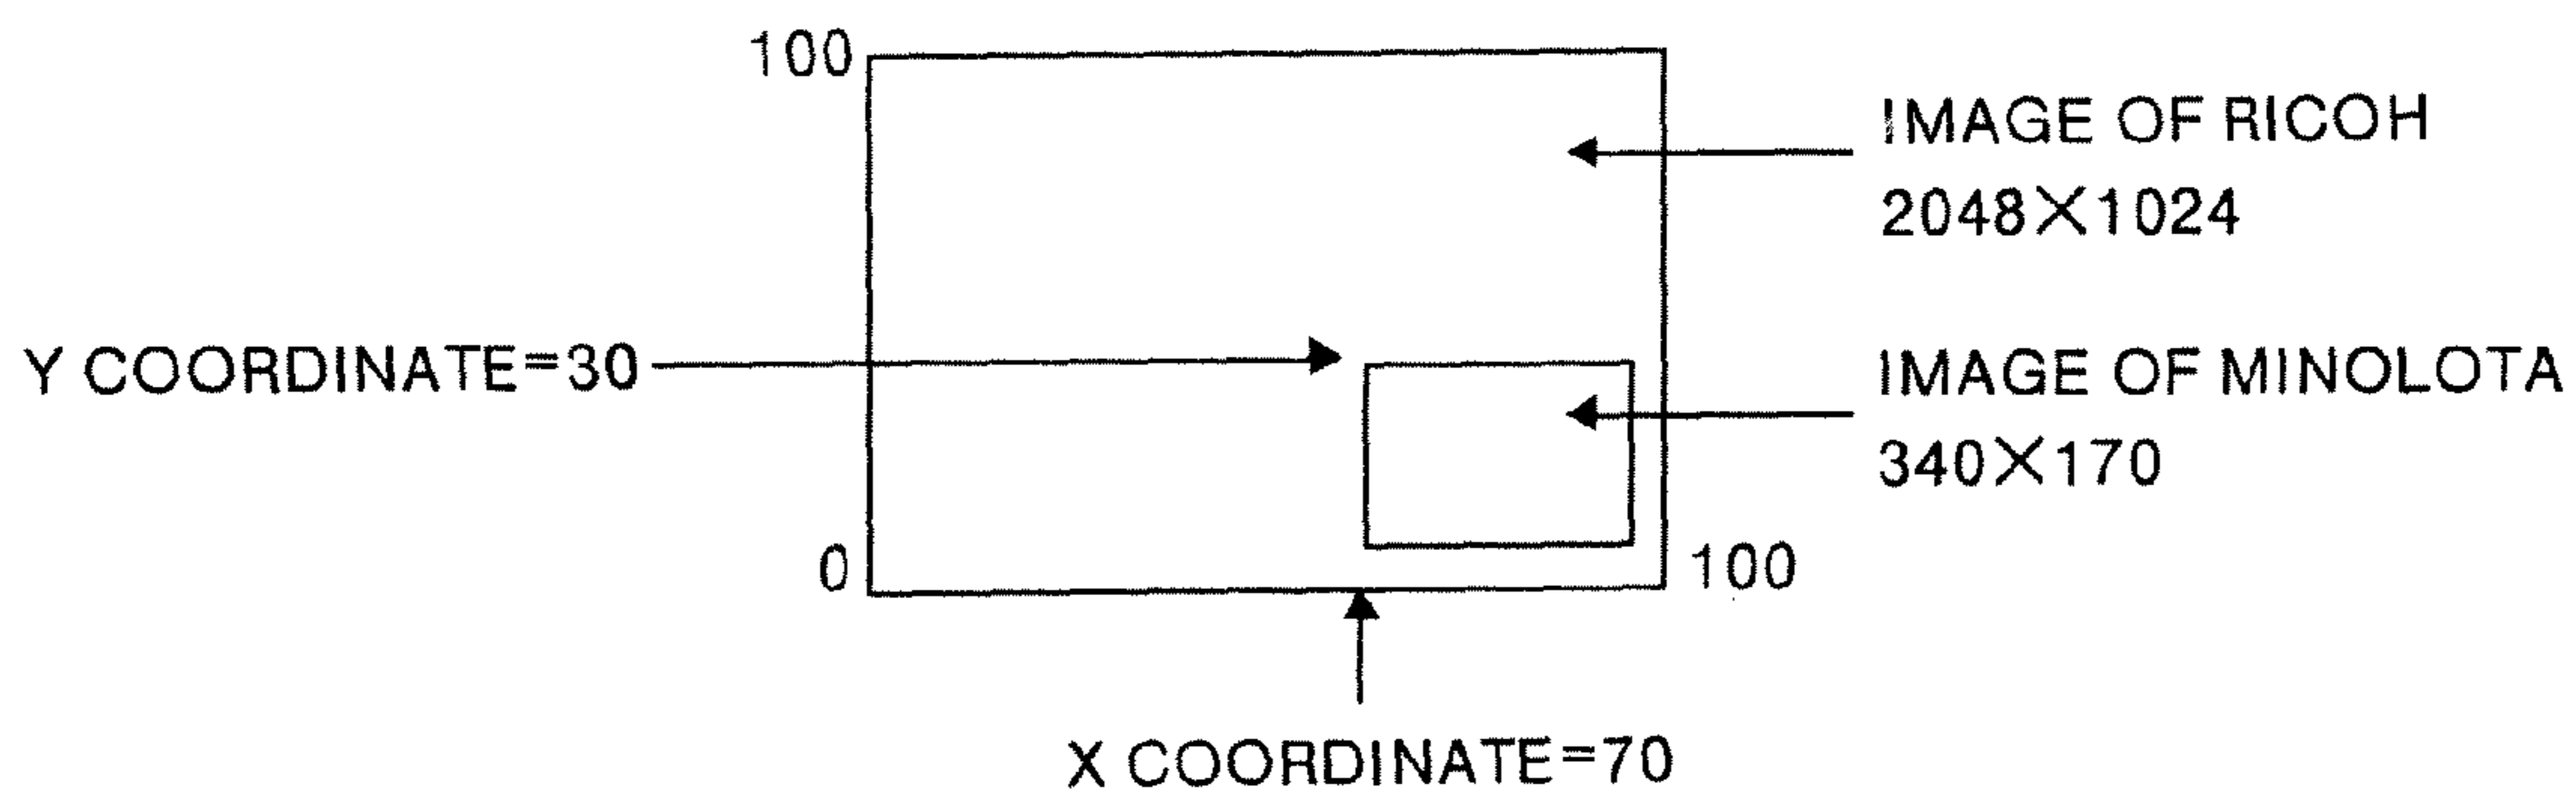 100
IMAGE OF RICOH
2048×1024
Y COORDINATE=30
IMAGE OF MINOLOTA
340×170
0
100
X COORDINATE=70